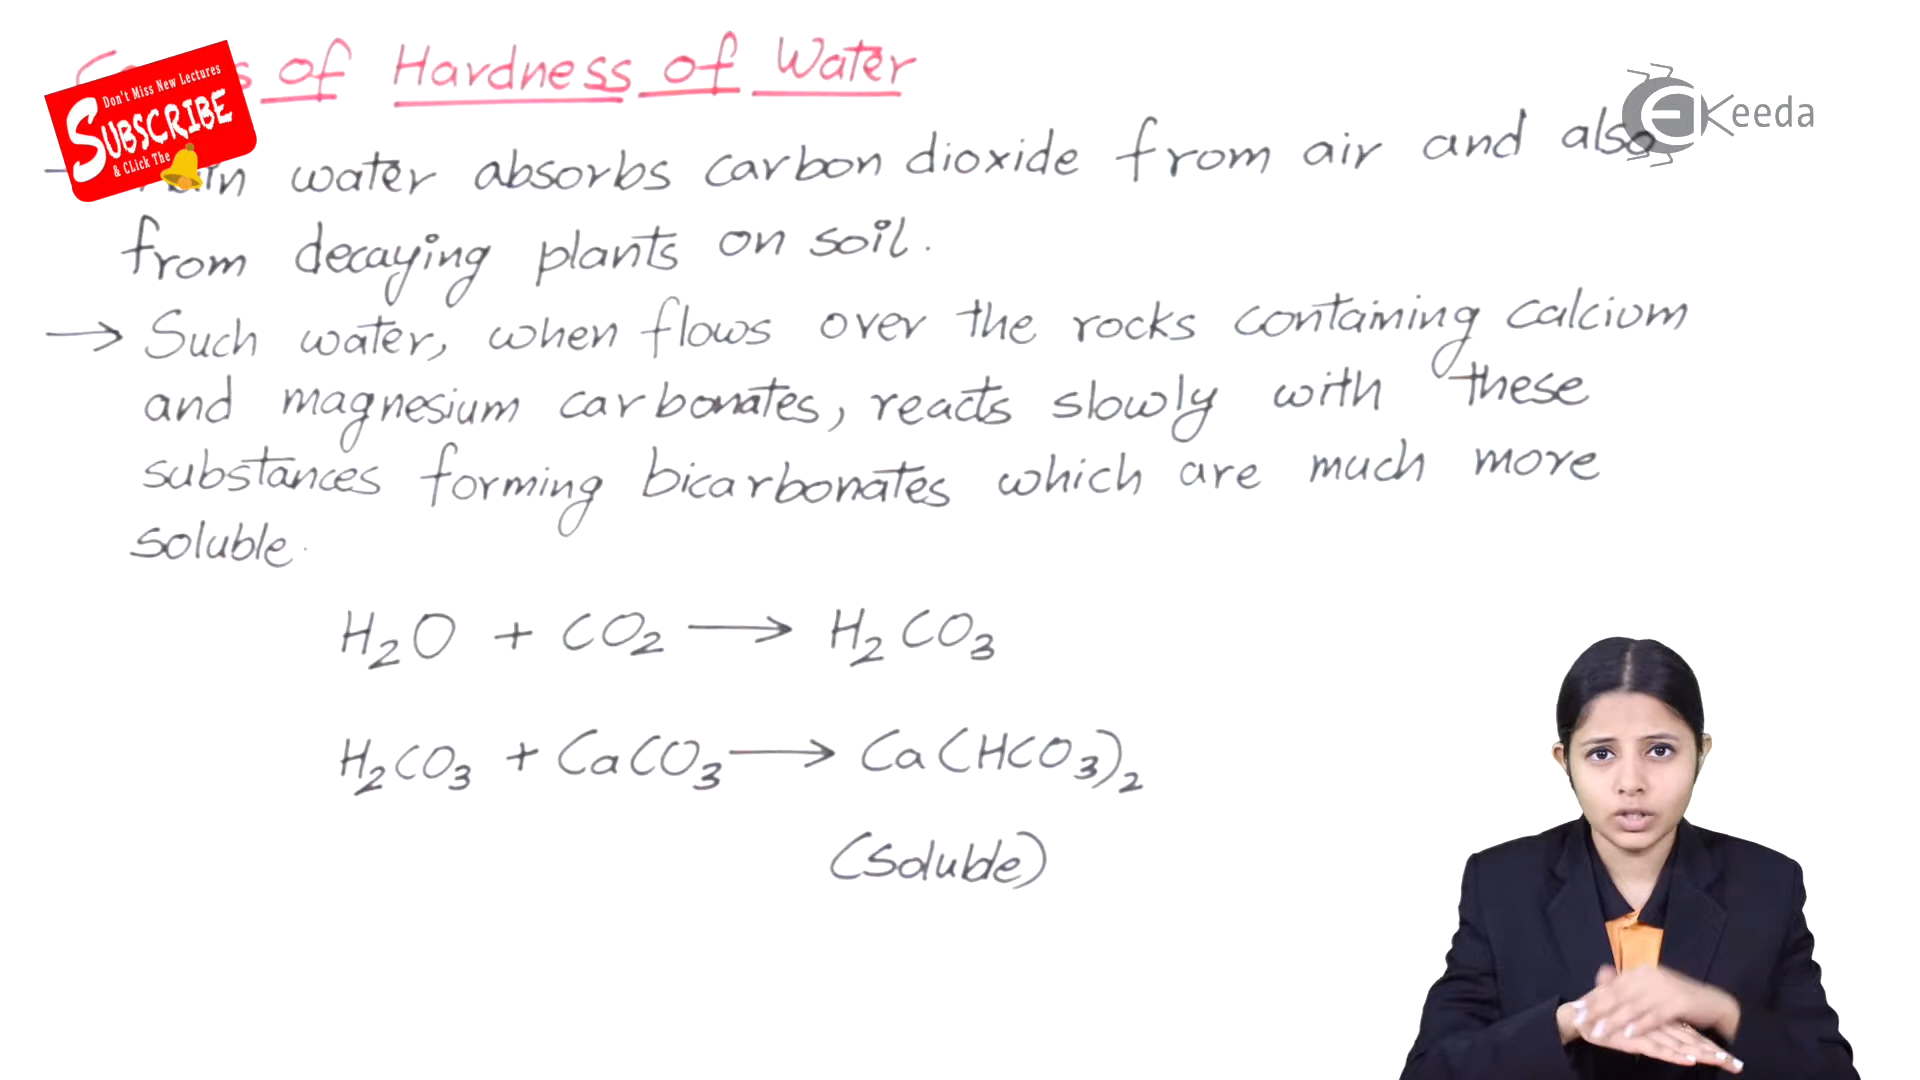 of Hardness of Water
Don't Miss New Lectures
SUBSCRIBE
& CLick The
Keeda
water absorbs carbon dioxide from air and also
from decaying plants on soil.
→ Such water, when flows over the rocks containing calcium
and magnesium carbonates, reacts slowly with these
substances forming bicarbonates which are much more
soluble.
H₂O + CO₂ → H₂CO₃
H₂CO₃ + CaCO₃ → Ca(HCO₃)₂
(soluble)